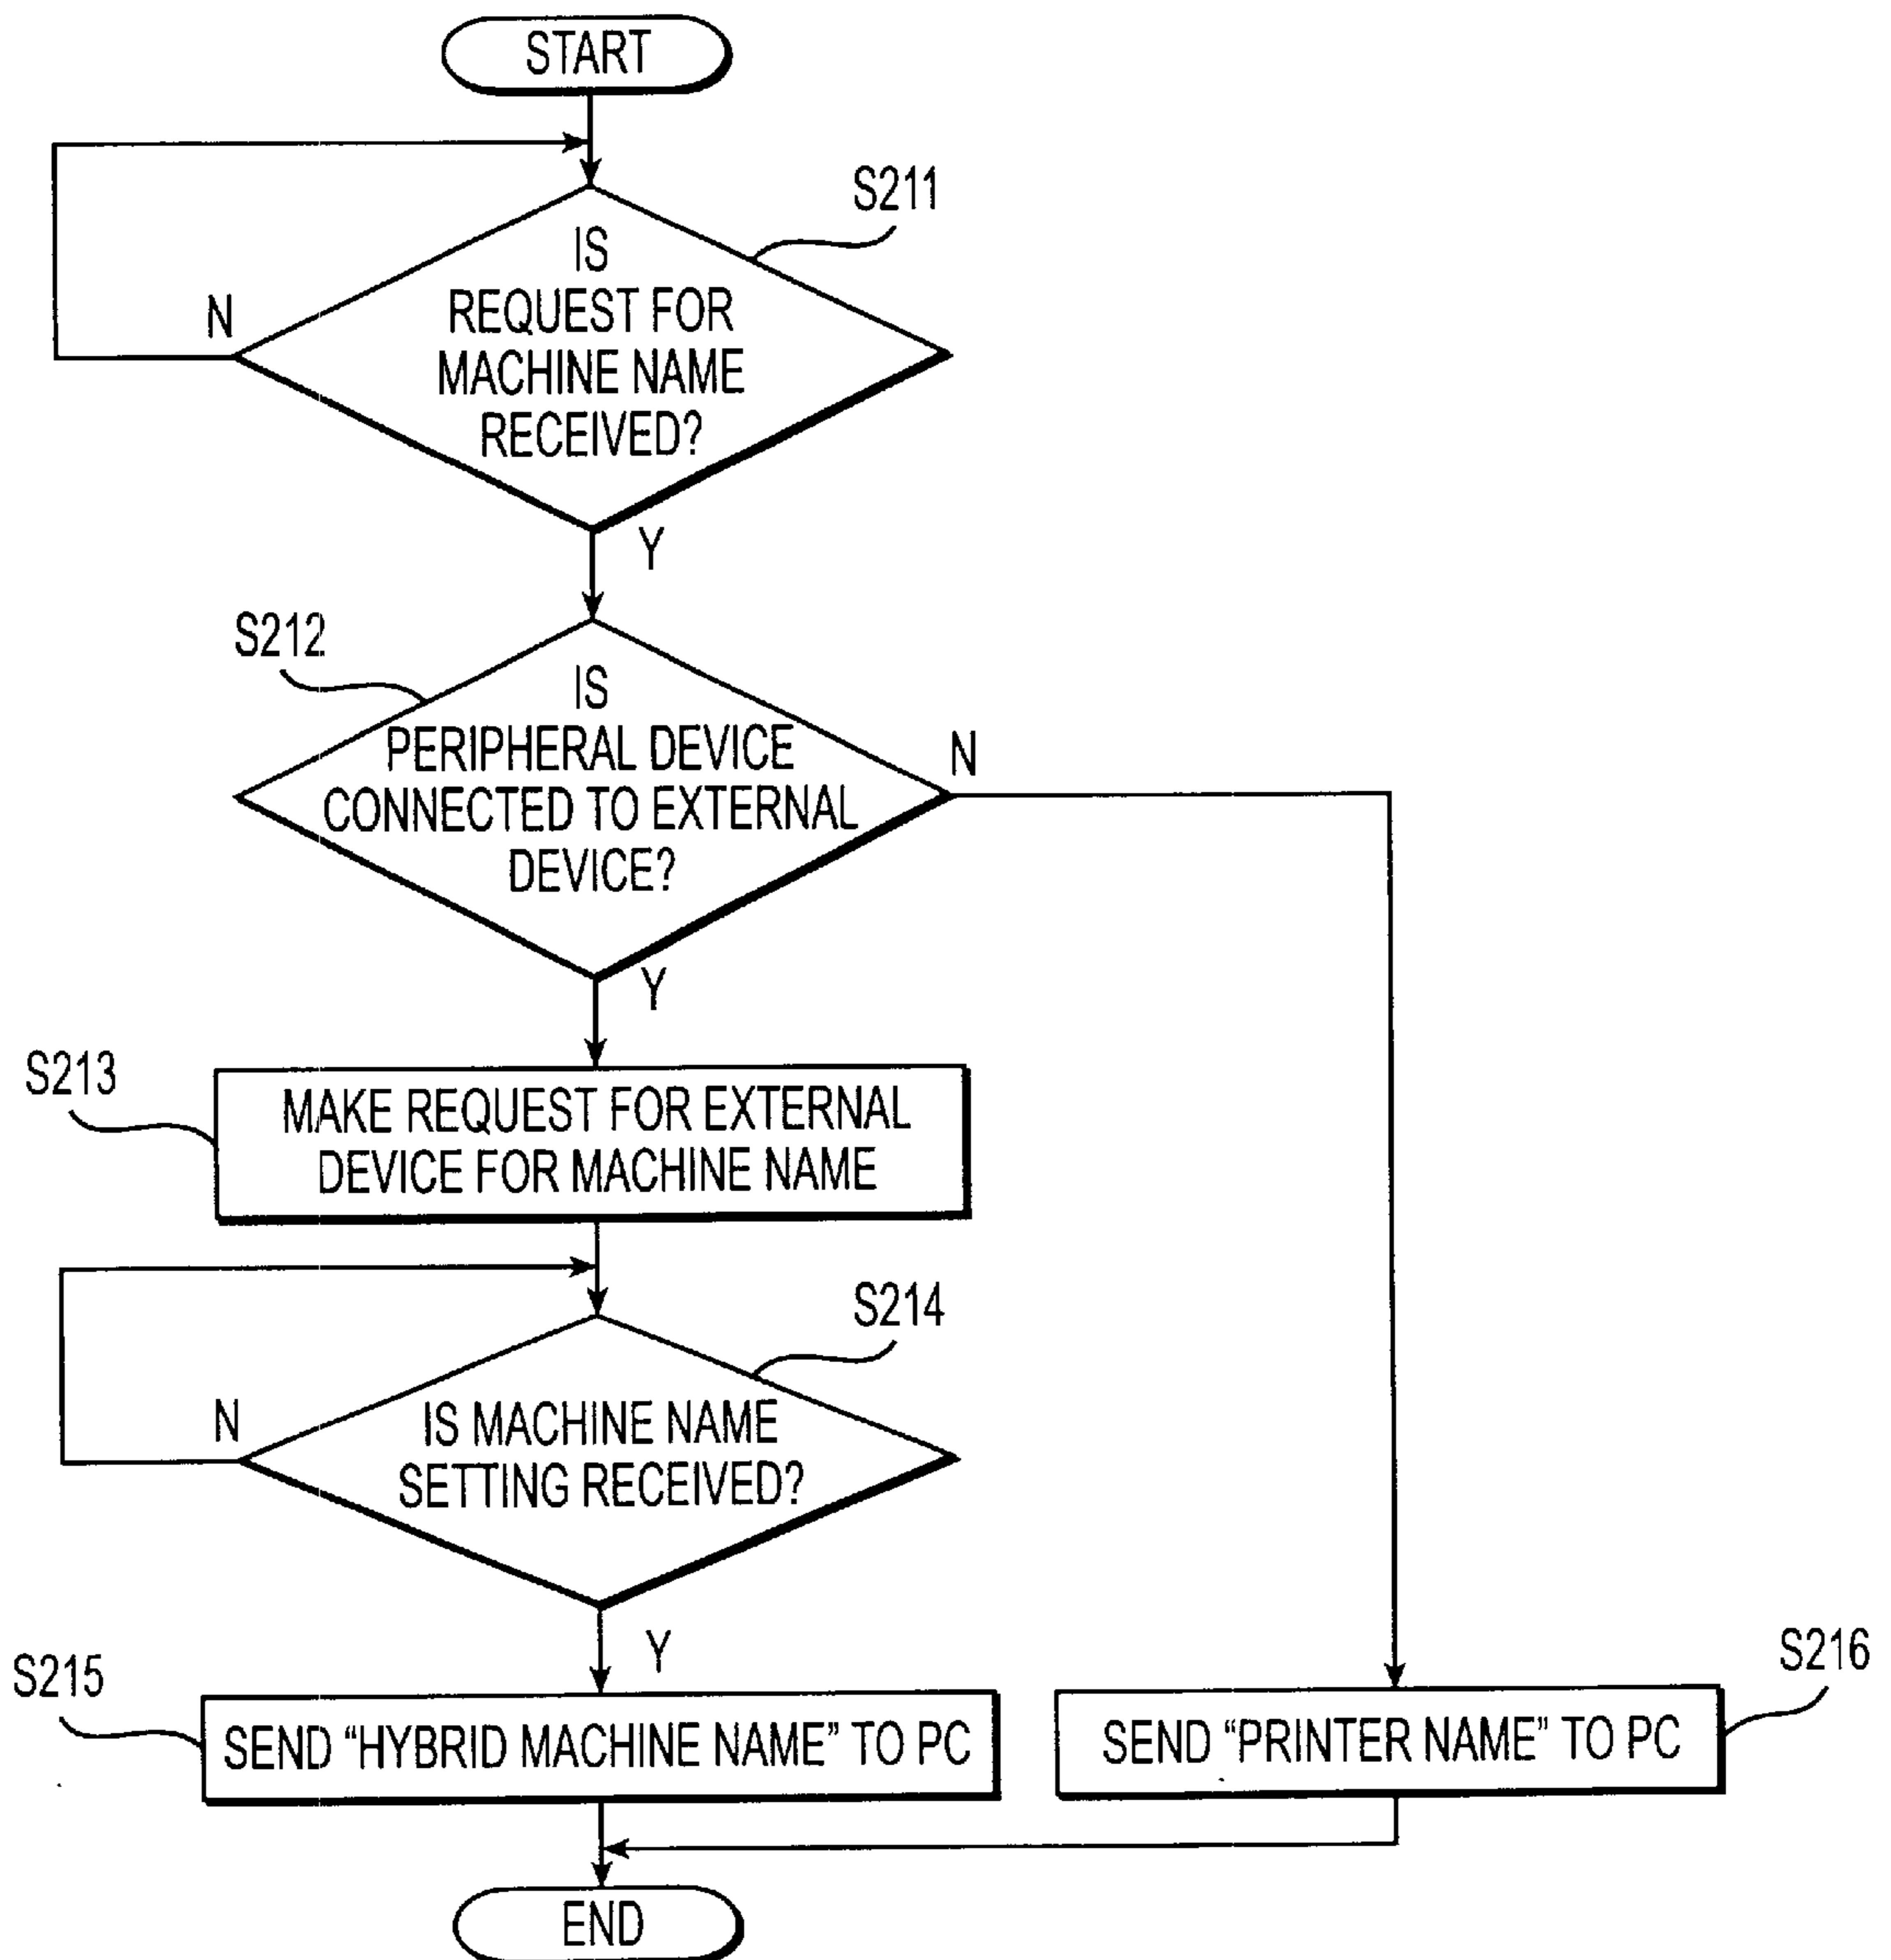 START
S211
IS
REQUEST FOR
MACHINE NAME
RECEIVED?
N
Y
S212
IS
PERIPHERAL DEVICE
CONNECTED TO EXTERNAL
DEVICE?
N
Y
S213
MAKE REQUEST FOR EXTERNAL
DEVICE FOR MACHINE NAME
S214
IS MACHINE NAME
SETTING RECEIVED?
N
Y
S215
SEND “HYBRID MACHINE NAME” TO PC
S216
SEND “PRINTER NAME” TO PC
END